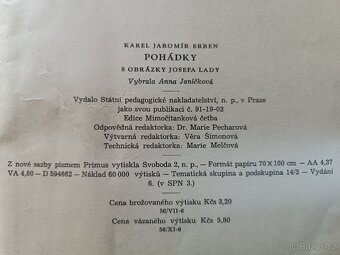 KAREL JAROMÍR ERBEN
POHÁDKY
S OBRÁZKY JOSEPA LADY
Vybrala Anna Janíčková
Vydalo Státní pedagogické nakladatelství, n. p., v Praze
jako svou publikaci č. 91-19-03
Edice Mimočítanková četba
Odpovědná redaktorka: Dr. Marie Pecharová
Výtvarná redaktorka: Věra Šimonová
Technická redaktorka: Marie Melčová
Z nové sazby písmem Primus vytiskla Svoboda 2, n. p., – Formát papíru 70 × 100 cm – AA 4,37
VA 4,80 – D 594662 – Náklad 60 000 výtisků – Tematická skupina a podskupina 14/3 – Vydání
6. (v SPN 3.)
Cena brožovaného výtisku Kčs 3,20
56/VII-6
Cena vázaného výtisku Kčs 5,80
56/XI-8